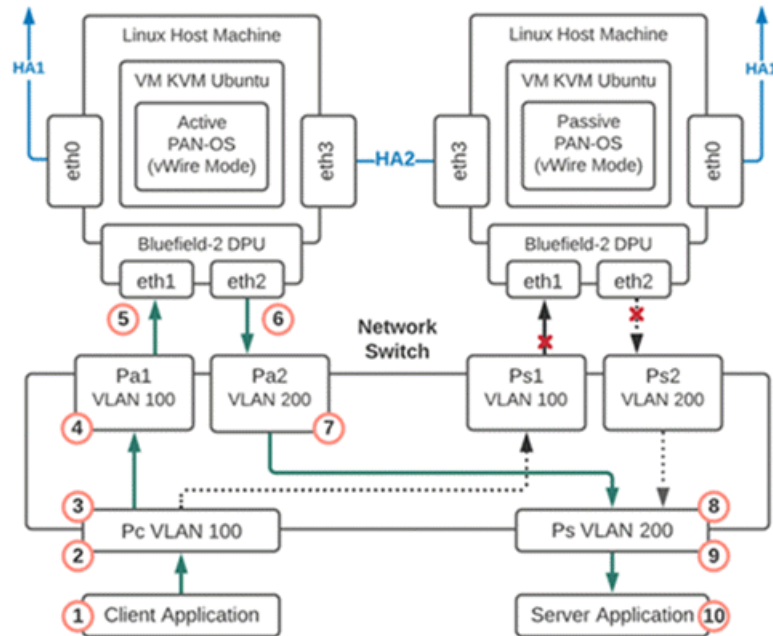 Linux Host Machine
Linux Host Machine
HA1
HA1
VM KVM Ubuntu
VM KVM Ubuntu
Active
PAN-OS
(vWire Mode)
Passive
PAN-OS
(vWire Mode)
eth0
eth3
HA2
eth3
eth0
Bluefield-2 DPU
Bluefield-2 DPU
eth1
eth2
eth1
eth2
5
6
Network
Switch
Pa1
VLAN 100
Pa2
VLAN 200
Ps1
VLAN 100
Ps2
VLAN 200
4
7
3
8
Pc VLAN 100
Ps VLAN 200
2
9
1
Client Application
Server Application
10